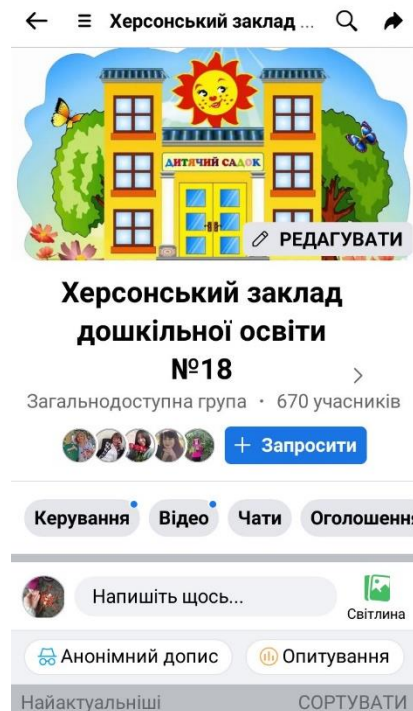 Херсонський заклад ...
ДИТЯЧИЙ САДОК
РЕДАГУВАТИ
Херсонський заклад
дошкільної освіти
№18
Загальнодоступна група · 670 учасників
+ Запросити
Керування Відео Чати Оголошення
Напишіть щось...
Світлина
Анонімний допис Опитування
Найактуальніші СОРТУВАТИ